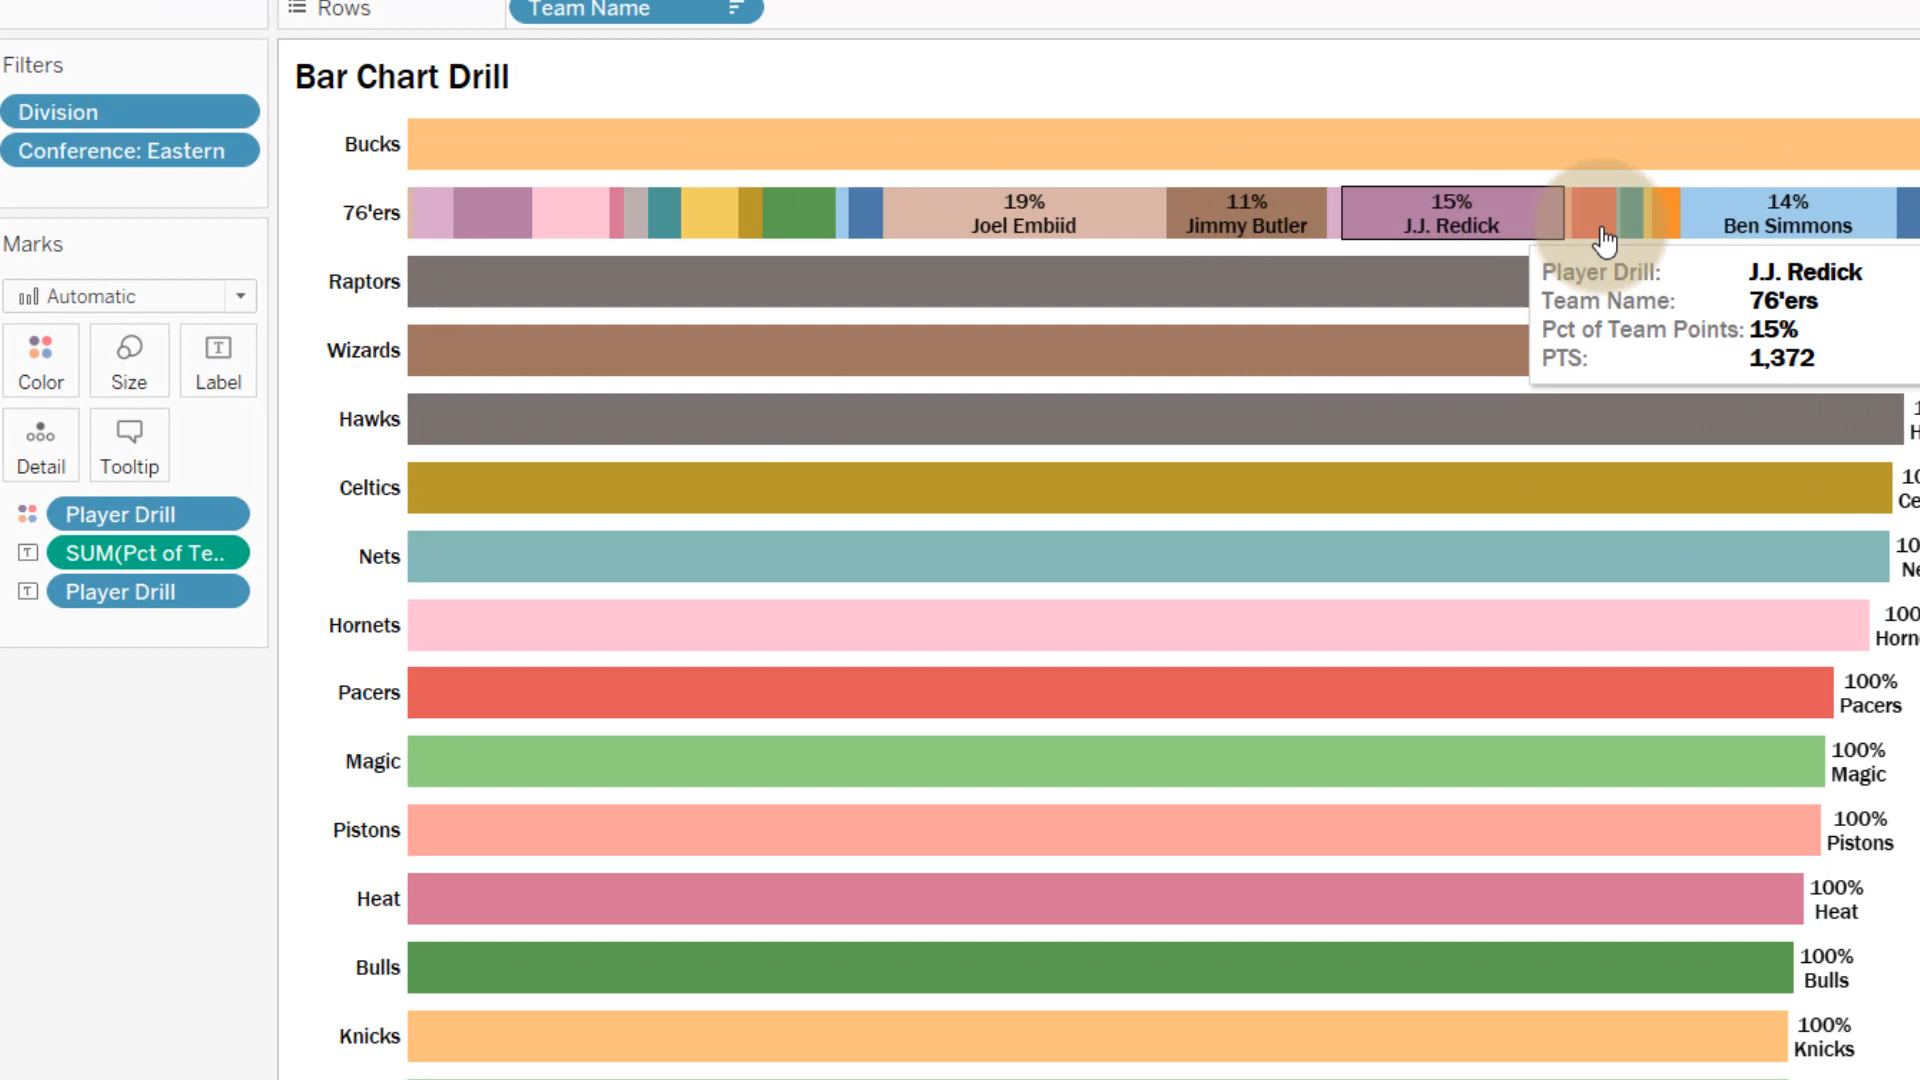 Rows
Team Name
Filters
Division
Conference: Eastern
Marks
Automatic
Color
Size
Label
Detail
Tooltip
Player Drill
SUM(Pct of Te..
Player Drill
Bar Chart Drill
Bucks
76'ers
19%
Joel Embiid
11%
Jimmy Butler
15%
J.J. Redick
14%
Ben Simmons
Player Drill: J.J. Redick
Team Name: 76'ers
Pct of Team Points: 15%
PTS: 1,372
Raptors
Wizards
Hawks
Celtics
Nets
Hornets
100
Horn
Pacers
100%
Pacers
Magic
100%
Magic
Pistons
100%
Pistons
Heat
100%
Heat
Bulls
100%
Bulls
Knicks
100%
Knicks